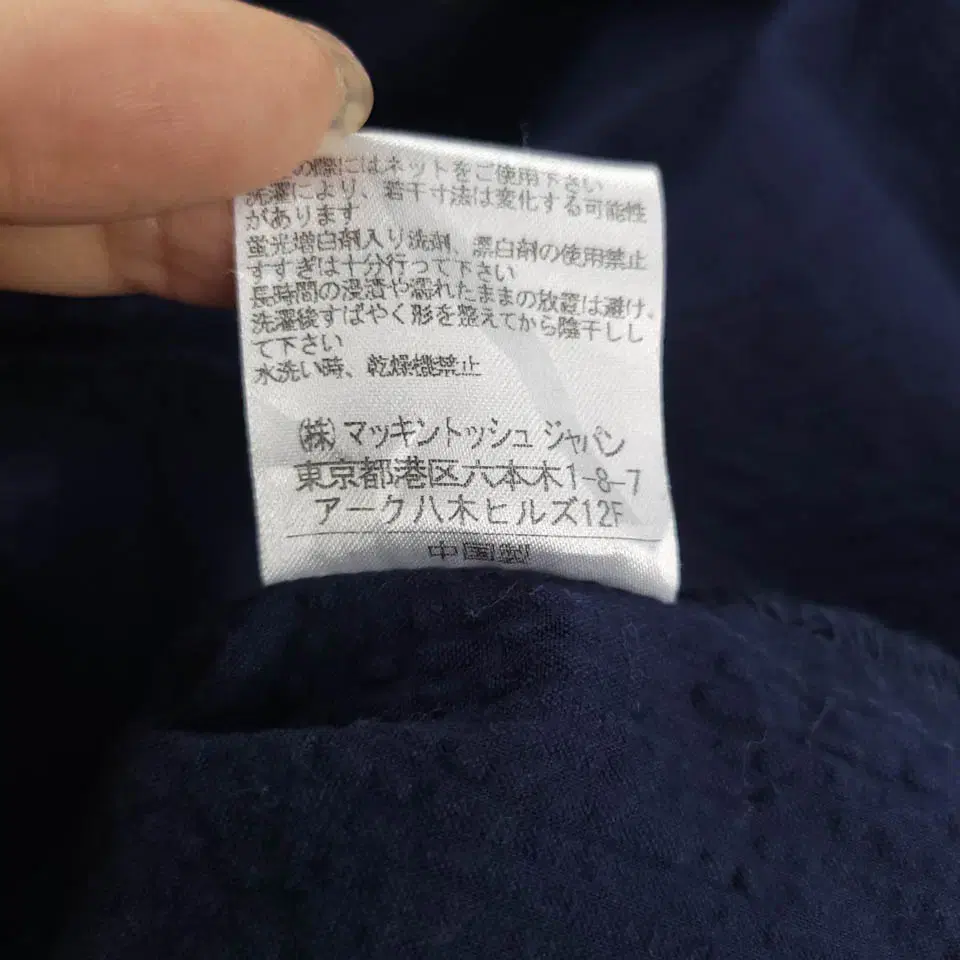 の際にはネットをご使用下さい
洗濯により、若干寸法は変化する可能性
があります
蛍光増白剤入り洗剤、漂白剤の使用禁止
すすぎは十分行って下さい
長時間の浸漬や濡れたままの放置は避け、
洗濯後すばやく形を整えてから陰干しし
て下さい
水洗い時、乾燥機禁止
(株)マッキントッシュ ジャパン
東京都港区六本木1-8-7
アーク八木ヒルズ12F
中国製